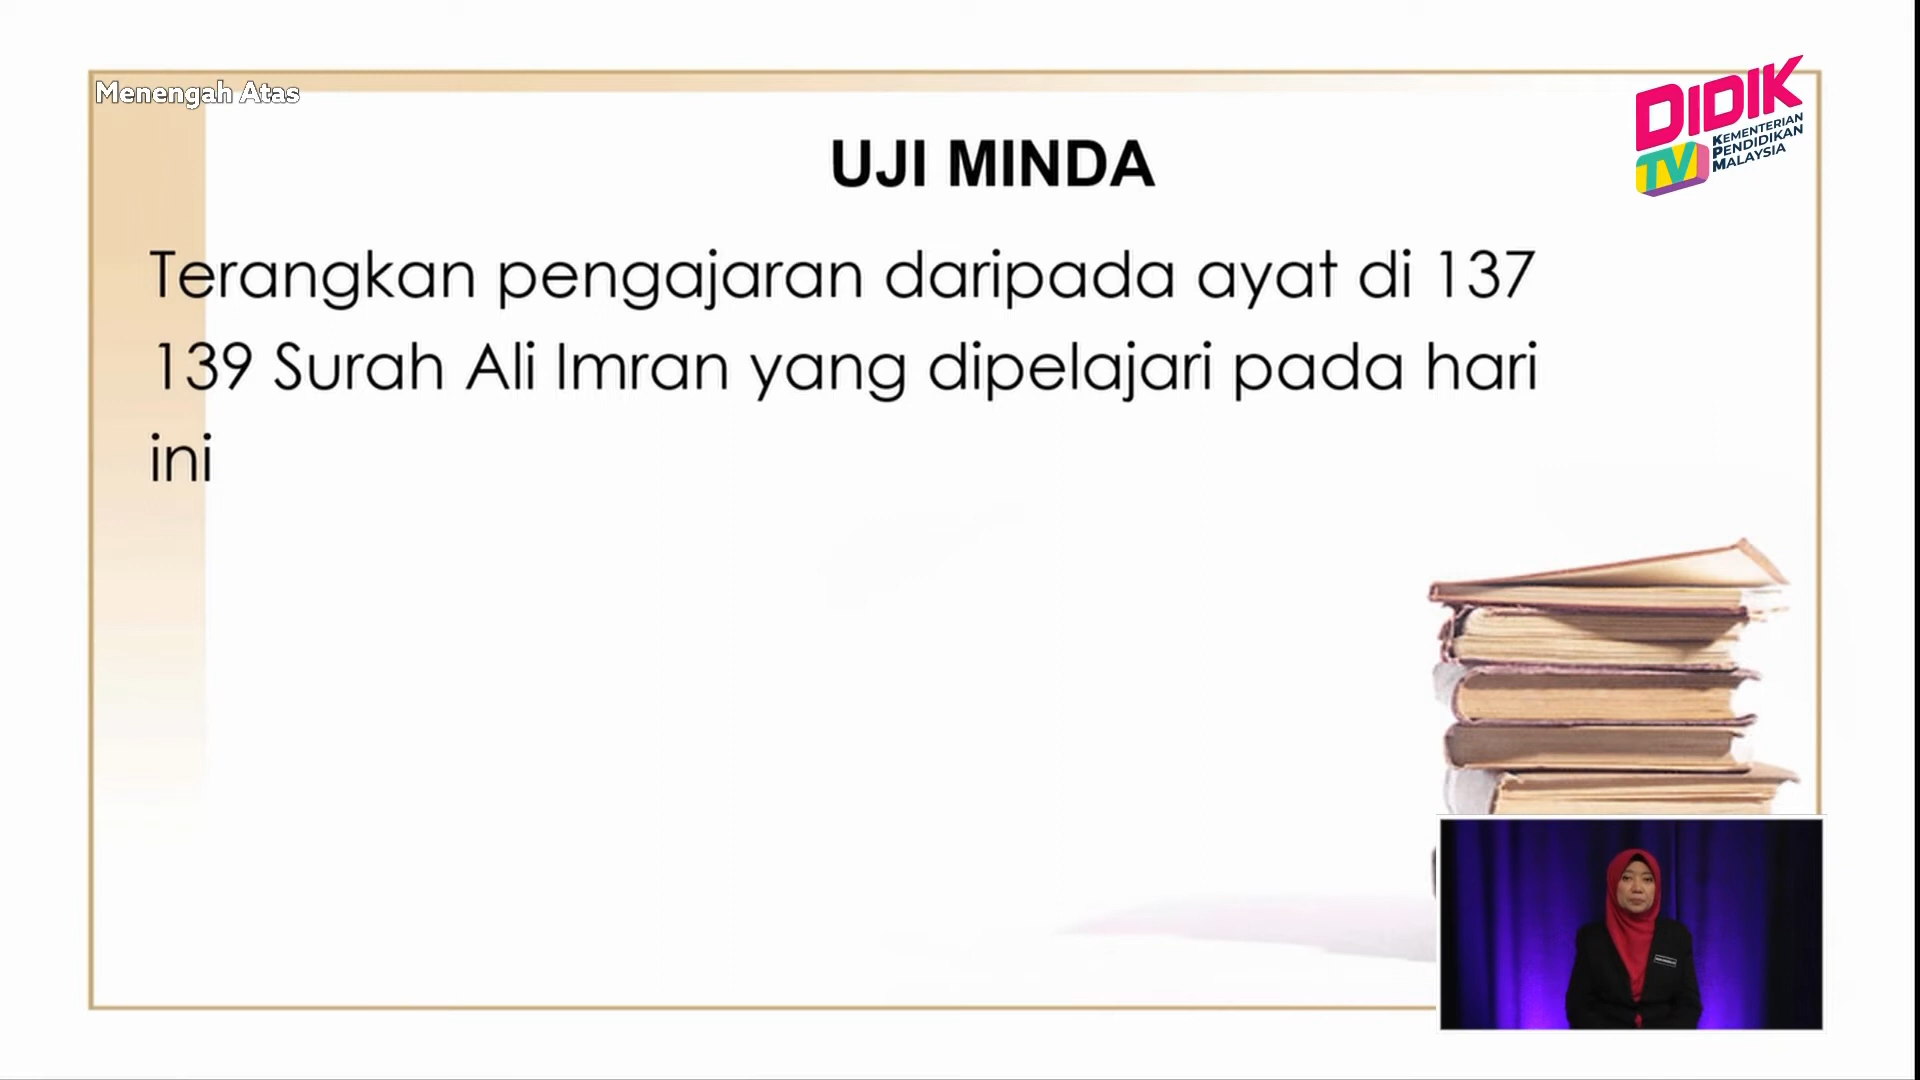 Menengah Atas
DIDIK
TV
KEMENTERIAN
PENDIDIKAN
MALAYSIA
UJI MINDA
Terangkan pengajaran daripada ayat di 137
139 Surah Ali Imran yang dipelajari pada hari
ini